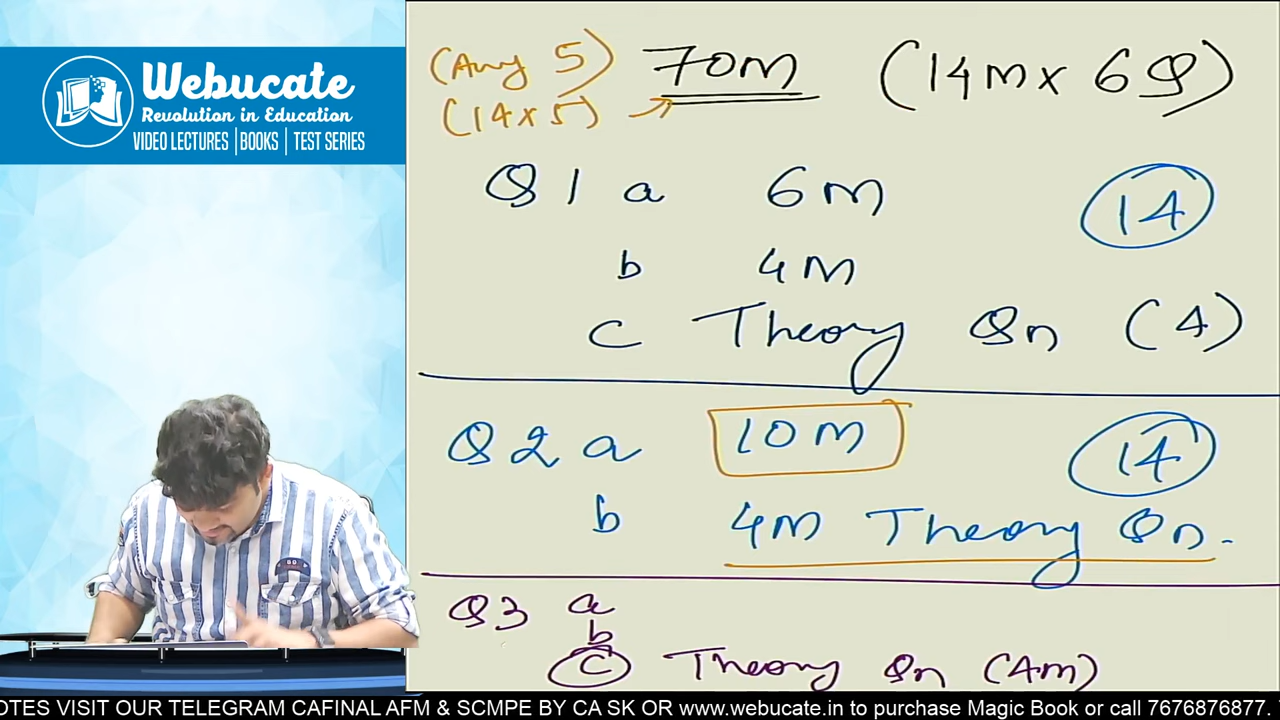 Webucate
Revolution in Education
VIDEO LECTURES | BOOKS | TEST SERIES
(Any 5) 70M (14M x 6Q)
(14 x 5) →
Q1 a 6M 14
b 4M
c Theory Qn (4)
Q2 a 10M 14
b 4M Theory Qn.
Q3 a
b
c Theory Qn (4m)
OTES VISIT OUR TELEGRAM CAFINAL AFM & SCMPE BY CA SK OR www.webucate.in to purchase Magic Book or call 7676876877.